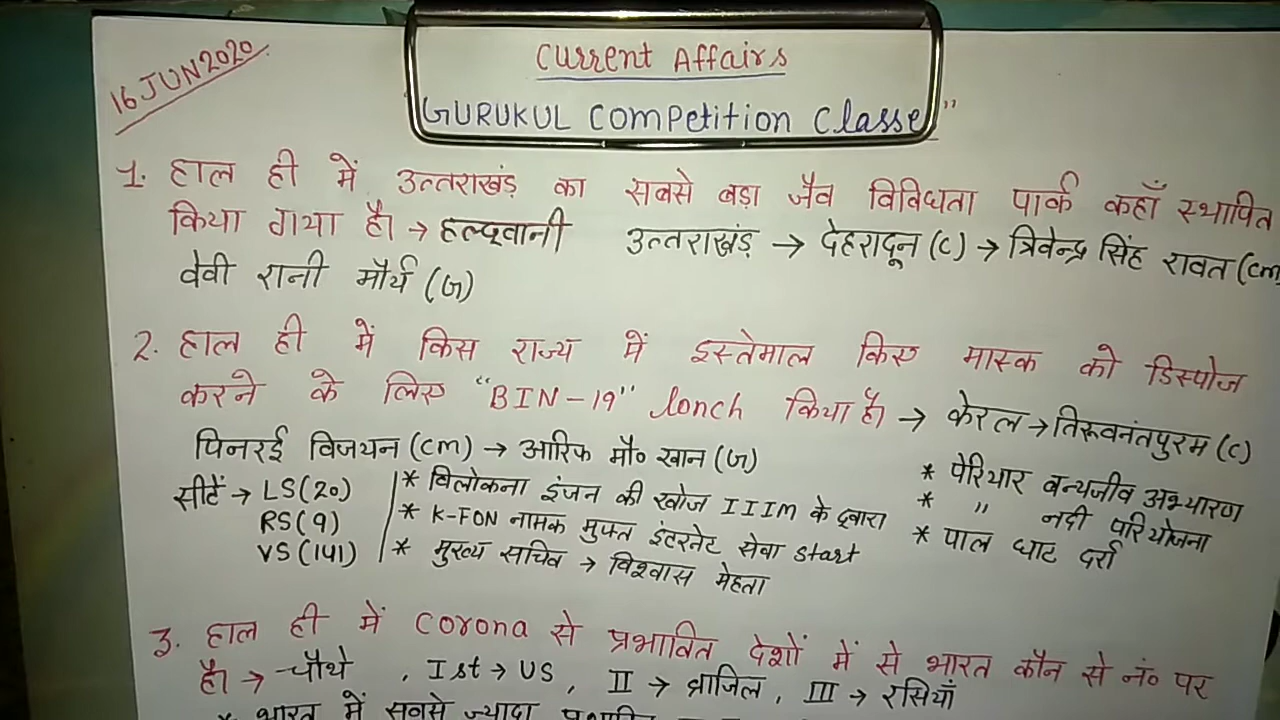 16 JUN 2020
Current Affairs
"GURUKUL Competition Classe"
1. हाल ही में उत्तराखंड़ का सबसे बड़ा जैव विविधता पार्क कहाँ स्थापित
किया गया है। → हल्द्वानी उत्तराखंड़ → देहरादून (C) → त्रिवेन्द्र सिंह रावत (cm)
वेवी रानी मौर्य (G)
2. हाल ही में किस राज्य में इस्तेमाल किए मास्क को डिस्पोज
करने के लिए "BIN-19" lonch किया है। → केरल → तिरूवनंतपुरम (C)
पिनरई विजयन (cm) → आरिफ मौ० खान (G)
सीटें → LS(20) * विलोकना इंजन की खोज IIIM के द्वारा * पेरियार वन्यजीव अभ्यारण
RS(9) * K-FON नामक मुफ्त इंटरनेट सेवा start * " नदी परियोजना
VS(141) * मुख्य सचिव → विश्वास मेहता * पाल घाट दर्रा
3. हाल ही में corona से प्रभावित देशों में से भारत कौन से नं० पर
है। → चौथे , Ist → US , II → ब्राजिल , III → रसियाँ
* भारत में सबसे ज्यादा